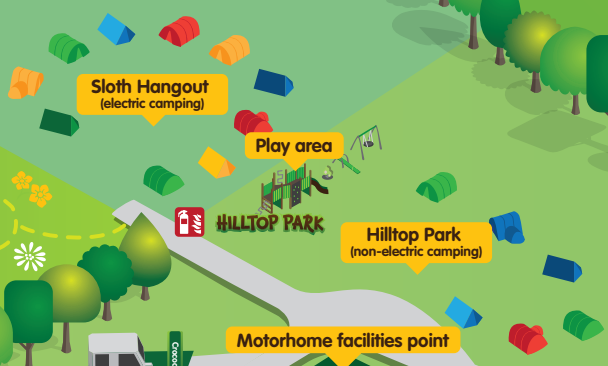 Sloth Hangout
(electric camping)
Play area
HILLTOP PARK
Hilltop Park
(non-electric camping)
Motorhome facilities point